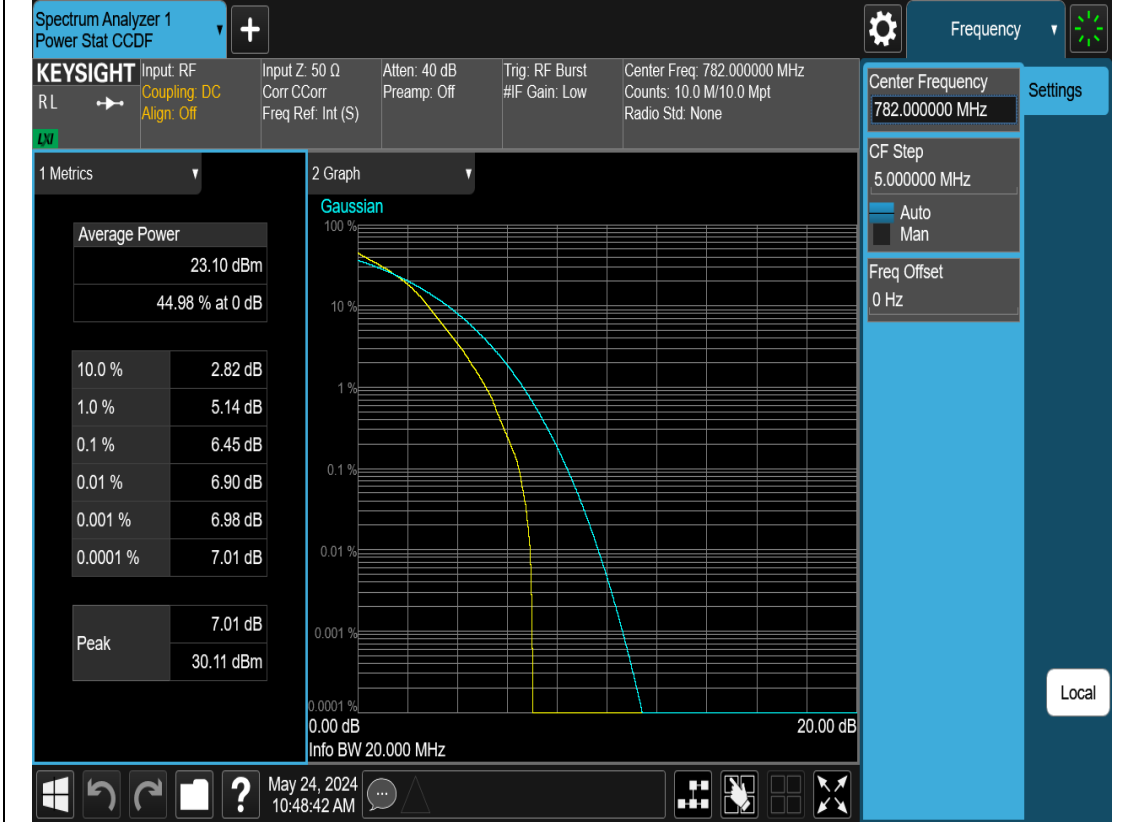 Spectrum Analyzer 1
Power Stat CCDF
+
Frequency
KEYSIGHT
RL
LXI
Input: RF
Coupling: DC
Align: Off
Input Z: 50 Ω
Corr CCorr
Freq Ref: Int (S)
Atten: 40 dB
Preamp: Off
Trig: RF Burst
#IF Gain: Low
Center Freq: 782.000000 MHz
Counts: 10.0 M/10.0 Mpt
Radio Std: None
1 Metrics
Average Power
23.10 dBm
44.98 % at 0 dB
10.0 % 2.82 dB
1.0 % 5.14 dB
0.1 % 6.45 dB
0.01 % 6.90 dB
0.001 % 6.98 dB
0.0001 % 7.01 dB
Peak 7.01 dB
30.11 dBm
2 Graph
Gaussian
100 %
10 %
1 %
0.1 %
0.01 %
0.001 %
0.0001 %
0.00 dB 20.00 dB
Info BW 20.000 MHz
Center Frequency
782.000000 MHz
CF Step
5.000000 MHz
Auto
Man
Freq Offset
0 Hz
Settings
Local
?
May 24, 2024
10:48:42 AM